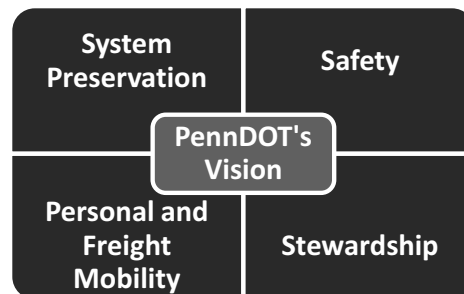 System
Preservation
Safety
PennDOT's
Vision
Personal and
Freight
Mobility
Stewardship